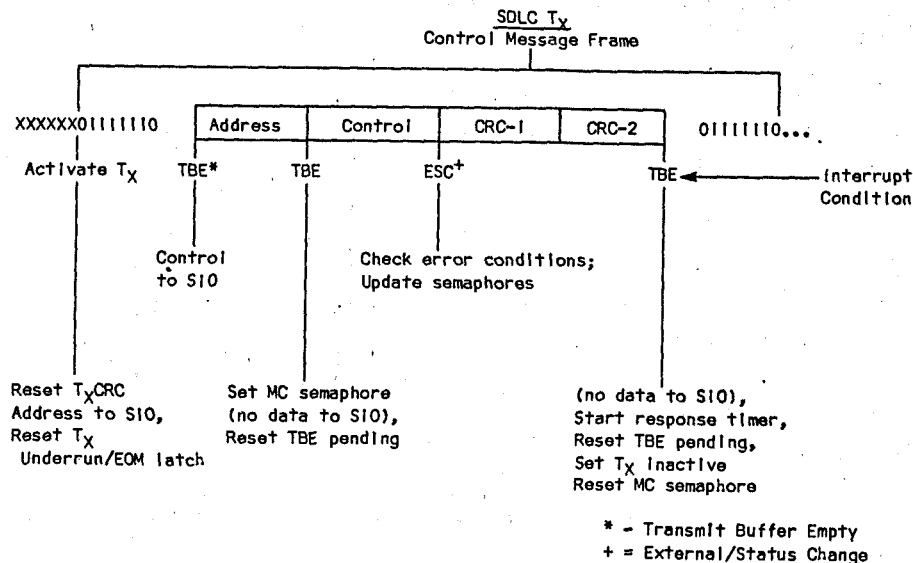 SDLC TX
Control Message Frame
XXXXXX01111110
Address
Control
CRC-1
CRC-2
01111110...
Activate TX
TBE*
TBE
ESC+
TBE
Interrupt
Condition
Control
to SIO
Check error conditions;
Update semaphores
Reset TXCRC
Address to SIO,
Reset TX
Underrun/EOM latch
Set MC semaphore
(no data to SIO),
Reset TBE pending
(no data to SIO),
Start response timer,
Reset TBE pending,
Set TX inactive
Reset MC semaphore
* - Transmit Buffer Empty
+ = External/Status Change